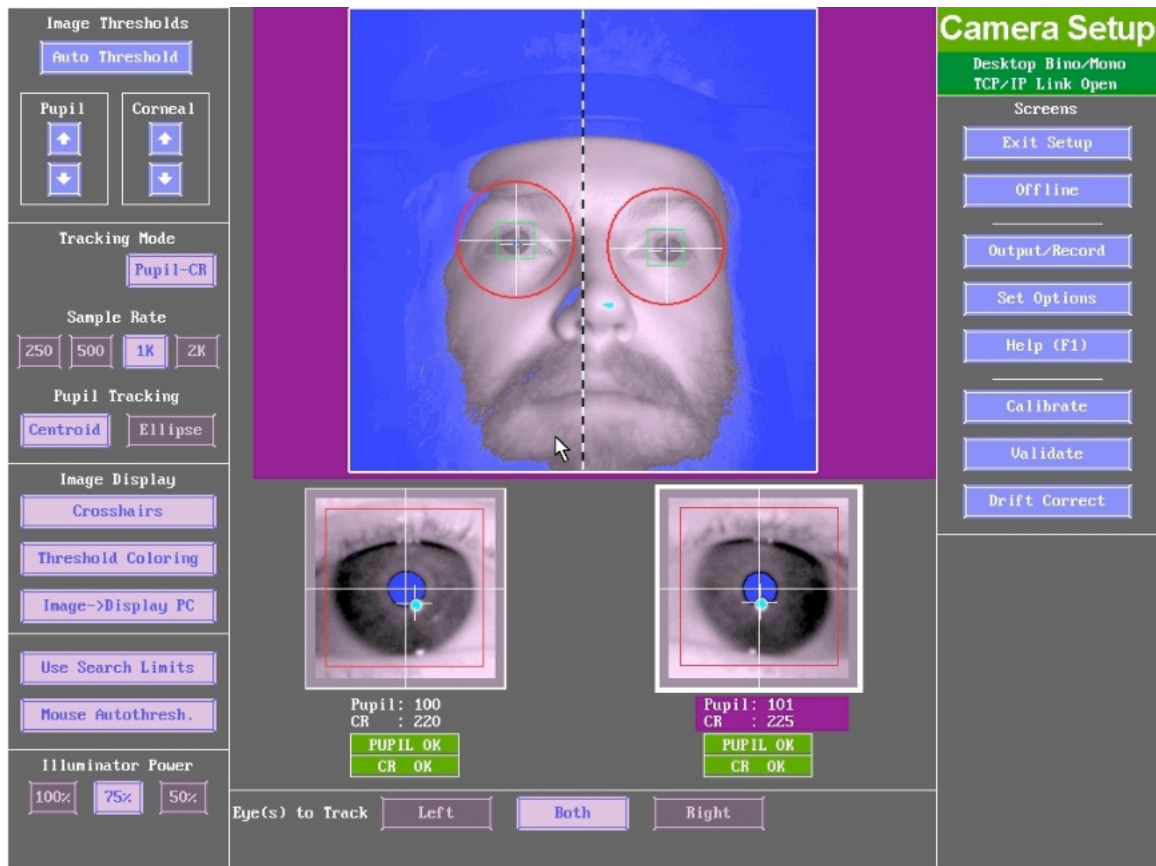 Image Thresholds
Auto Threshold
Pupil
Corneal
Tracking Mode
Pupil-CR
Sample Rate
250
500
1K
2K
Pupil Tracking
Centroid
Ellipse
Image Display
Crosshairs
Threshold Coloring
Image->Display PC
Use Search Limits
Mouse Autothresh.
Illuminator Power
100%
75%
50%
Pupil: 100
CR : 220
PUPIL OK
CR OK
Pupil: 101
CR : 225
PUPIL OK
CR OK
Eye(s) to Track
Left
Both
Right
Camera Setup
Desktop Bino/Mono
TCP/IP Link Open
Screens
Exit Setup
Offline
Output/Record
Set Options
Help (F1)
Calibrate
Validate
Drift Correct